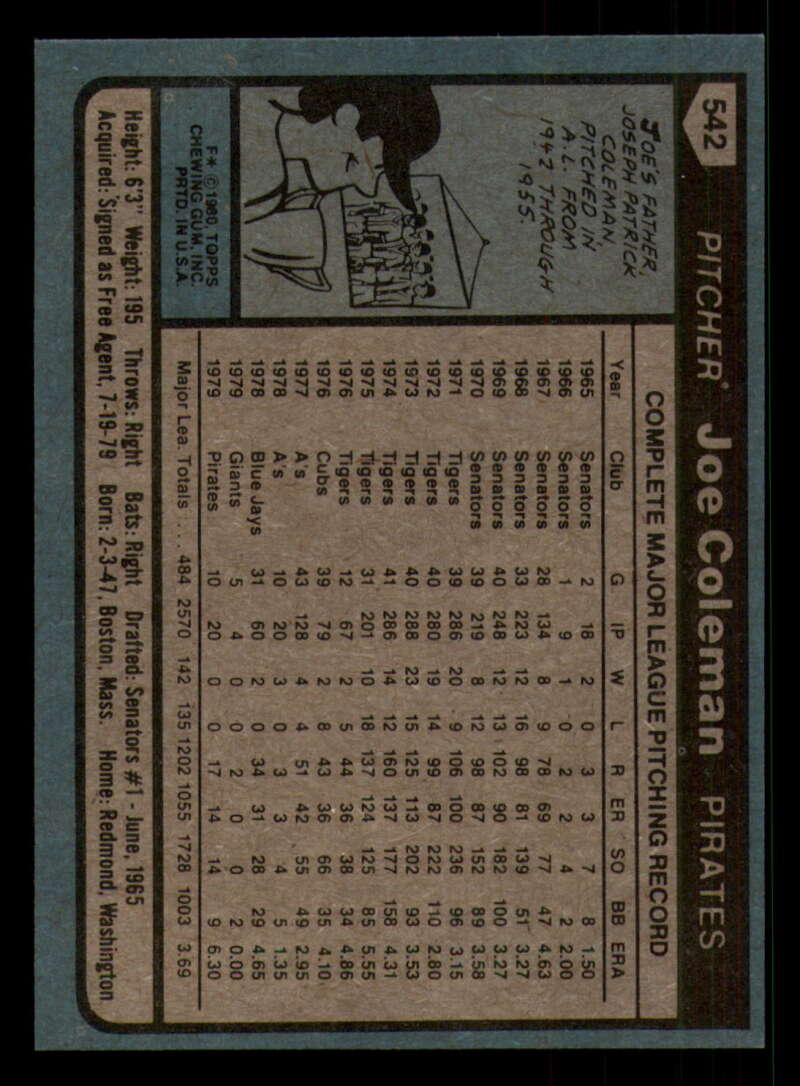 542
PITCHER Joe Coleman PIRATES
JOE'S FATHER,
JOSEPH PATRICK
COLEMAN,
PITCHED IN
A.L. FROM
1942 THROUGH
1955.
F✶ © 1980 TOPPS
CHEWING GUM, INC.
PRTD. IN U.S.A.
COMPLETE MAJOR LEAGUE PITCHING RECORD
Year Club G IP W L R ER SO BB ERA
1965 Senators 2 18 2 0 3 3 7 8 1.50
1966 Senators 1 9 1 0 2 2 4 2 2.00
1967 Senators 28 134 8 9 78 69 77 47 4.63
1968 Senators 33 223 12 16 98 81 139 51 3.27
1969 Senators 40 248 12 13 102 90 182 100 3.27
1970 Senators 39 219 8 12 98 87 152 89 3.58
1971 Tigers 39 286 20 9 106 100 236 96 3.15
1972 Tigers 40 280 19 14 99 87 222 110 2.80
1973 Tigers 40 288 23 15 125 113 202 93 3.53
1974 Tigers 41 286 14 12 160 137 177 158 4.31
1975 Tigers 31 201 10 18 137 124 125 85 5.55
1976 Tigers 12 67 2 5 44 36 38 34 4.86
1976 Cubs 39 79 2 8 43 36 66 35 4.10
1977 A's 43 128 4 4 51 42 55 49 2.95
1978 A's 10 20 3 0 3 3 4 5 1.35
1978 Blue Jays 31 60 2 0 34 31 28 29 4.65
1979 Giants 5 4 0 0 2 0 0 2 0.00
1979 Pirates 10 20 0 0 17 14 14 9 6.30
Major Lea. Totals . . . . 484 2570 142 135 1202 1055 1728 1003 3.69
Height: 6'3" Weight: 195 Throws: Right Bats: Right Drafted: Senators #1 - June, 1965
Acquired: Signed as Free Agent, 7-19-79 Born: 2-3-47, Boston, Mass. Home: Redmond, Washington